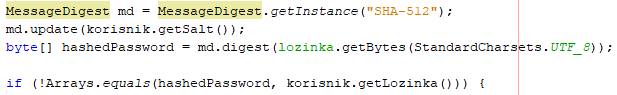 MessageDigest md = MessageDigest.getInstance("SHA-512");
md.update(korisnik.getSalt());
byte[] hashedPassword = md.digest(lozinka.getBytes(StandardCharsets.UTF_8));
if (!Arrays.equals(hashedPassword, korisnik.getLozinka())) {